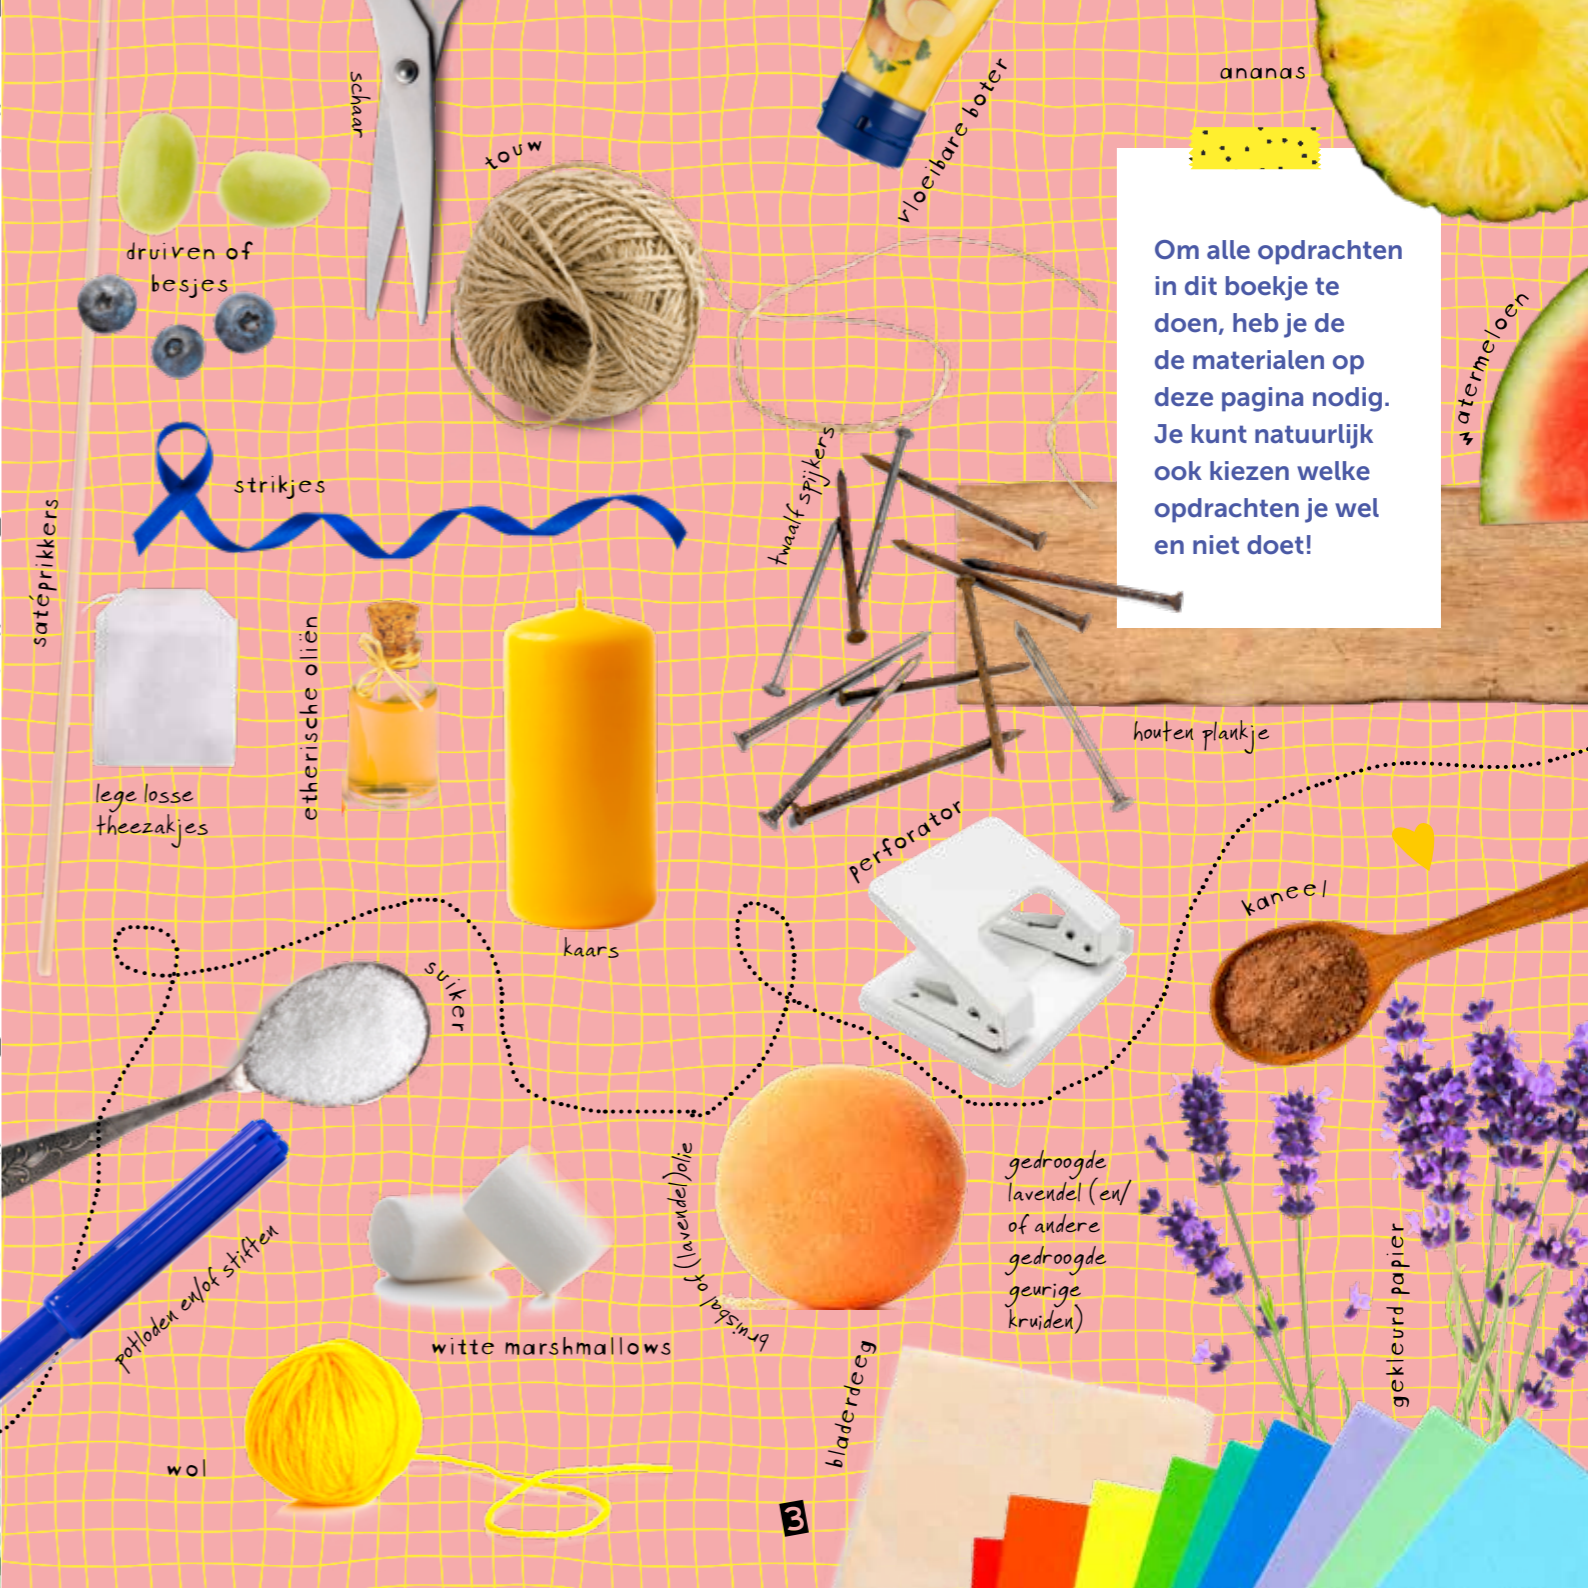 schaar
touw
vloeibare boter
ananas
druiven of
besjes
Om alle opdrachten
in dit boekje te
doen, heb je de
de materialen op
deze pagina nodig.
Je kunt natuurlijk
ook kiezen welke
opdrachten je wel
en niet doet!
watermeloen
strikjes
twaalf spijkers
satéprikkers
etherische oliën
houten plankje
lege losse
theezakjes
perforator
kaneel
kaars
suiker
bruisbal of (lavendel)olie
gedroogde
lavendel (en/
of andere
gedroogde
geurige
kruiden)
potloden en/of stiften
witte marshmallows
gekleurd papier
bladerdeeg
wol
3